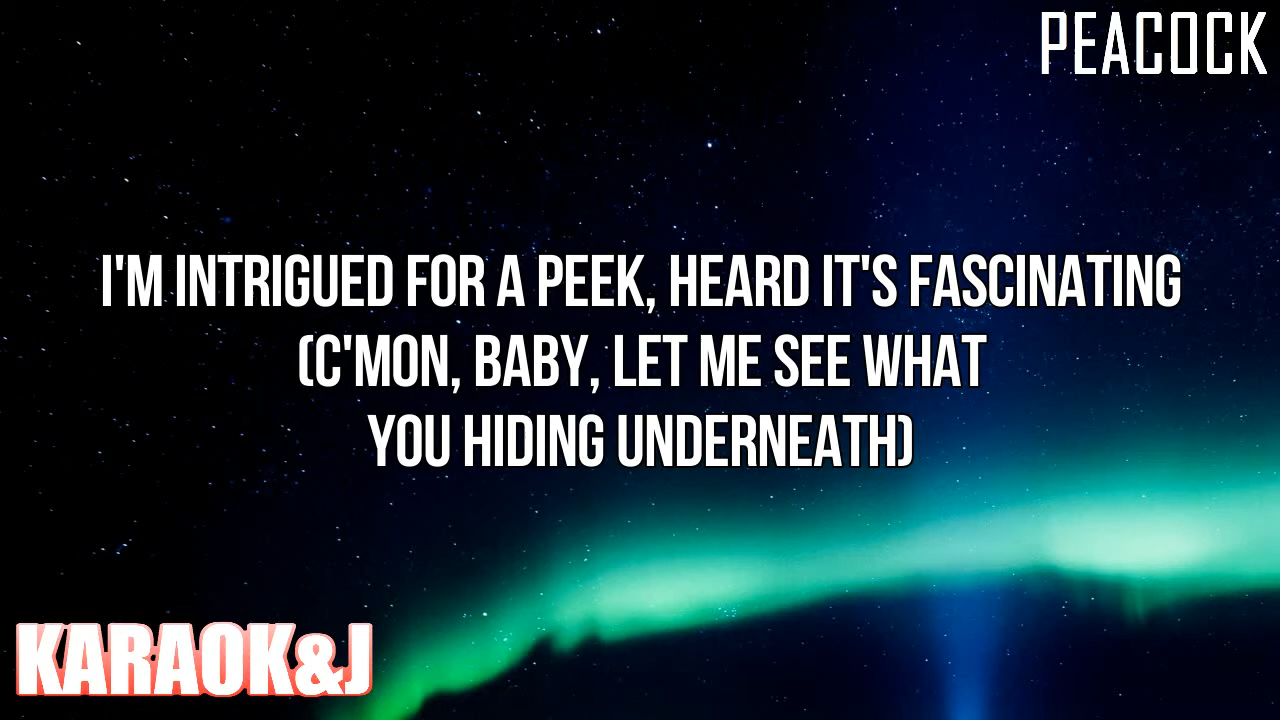 PEACOCK
I'M INTRIGUED FOR A PEEK, HEARD IT'S FASCINATING
(C'MON, BABY, LET ME SEE WHAT
YOU HIDING UNDERNEATH)
KARAOK&J